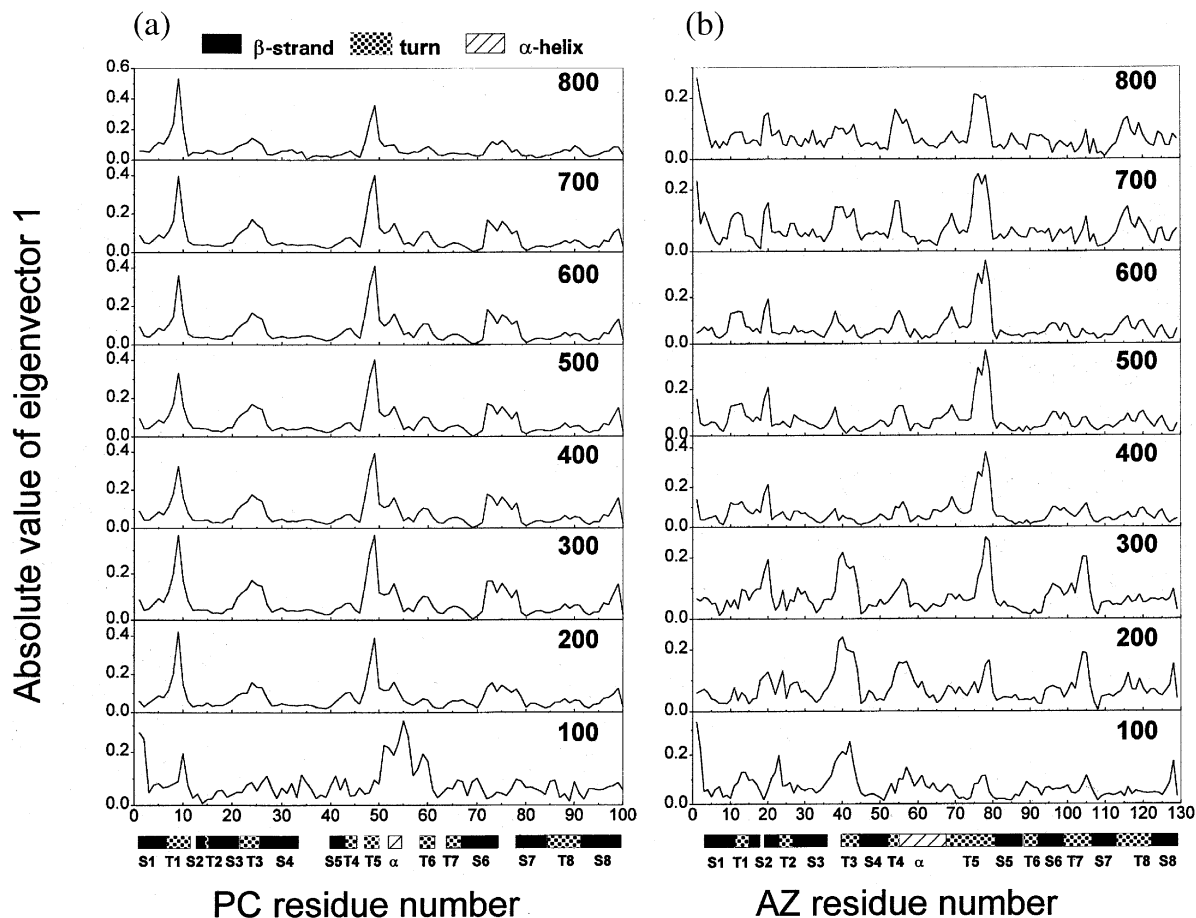 (a) (b)
β-strand turn α-helix
Absolute value of eigenvector 1
0.6 0.4 0.2 0.0 800
0.4 0.2 0.0 700
0.4 0.2 0.0 600
0.4 0.2 0.0 500
0.4 0.2 0.0 400
0.2 0.0 300
0.4 0.2 0.0 200
0.2 0.0 100
0 10 20 30 40 50 60 70 80 90 100
S1 T1 S2 T2 S3 T3 S4 S5 T4 T5 α T6 T7 S6 S7 T8 S8
PC residue number
0.2 0.0 800
0.2 0.0 700
0.2 0.0 600
0.2 0.0 500
0.2 0.0 400
0.2 0.0 300
0.2 0.0 200
0.2 0.0 100
0 10 20 30 40 50 60 70 80 90 100 110 120 130
S1 T1 S2 T2 S3 T3 S4 T4 α T5 S5 T6 S6 T7 S7 T8 S8
AZ residue number